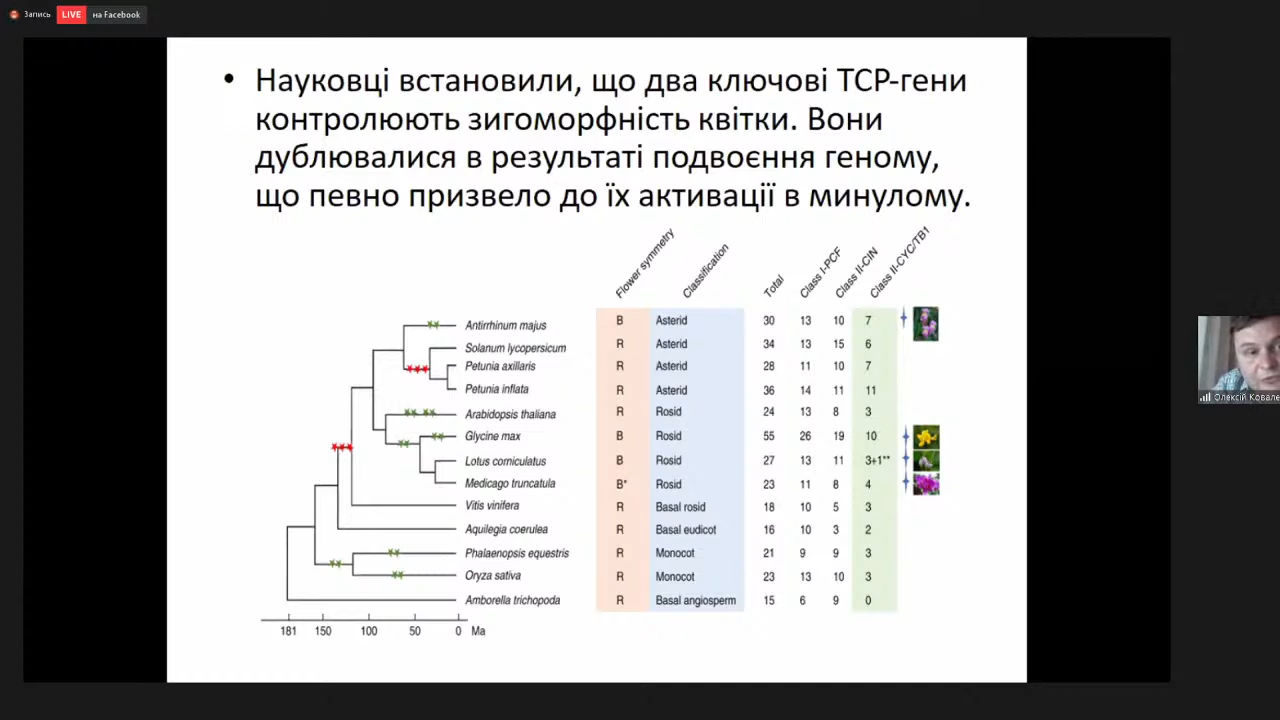 Запись LIVE на Facebook
• Науковці встановили, що два ключові TCP-гени
контролюють зигоморфність квітки. Вони
дублювалися в результаті подвоєння геному,
що певно призвело до їх активації в минулому.
Flower symmetry Classification Total Class I-PCF Class II-CIN Class II-CYC/TB1
Antirrhinum majus B Asterid 30 13 10 7
Solanum lycopersicum R Asterid 34 13 15 6
Petunia axillaris R Asterid 28 11 10 7
Petunia inflata R Asterid 36 14 11 11
Arabidopsis thaliana R Rosid 24 13 8 3
Glycine max B Rosid 55 26 19 10
Lotus corniculatus B Rosid 27 13 11 3+1**
Medicago truncatula B* Rosid 23 11 8 4
Vitis vinifera R Basal rosid 18 10 5 3
Aquilegia coerulea R Basal eudicot 16 10 3 2
Phalaenopsis equestris R Monocot 21 9 9 3
Oryza sativa R Monocot 23 13 10 3
Amborella trichopoda R Basal angiosperm 15 6 9 0
181 150 100 50 0 Ma
Олексій Ковале